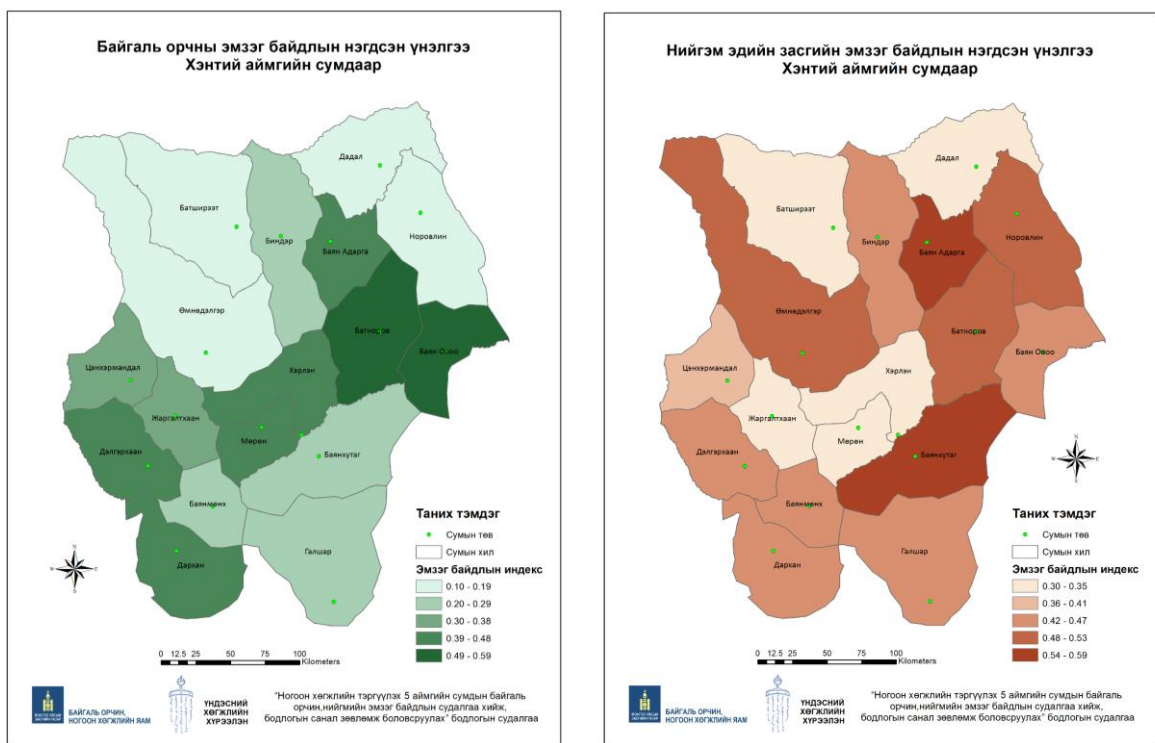 Байгаль орчны эмзэг байдлын нэгдсэн үнэлгээ
Хэнтий аймгийн сумдаар
Дадал
Батширээт
Норовлин
Биндэр
Баян Адарга
Өмнөдэлгэр
Батноров
Баян Овоо
Цэнхэрмандал
Хэрлэн
Жаргалтхаан
Мөрөн
Дэлгэрхаан
Баянхутаг
Баянмөнх
Галшар
Дархан
N
W E
S
Таних тэмдэг
Сумын төв
Сумын хил
Эмзэг байдлын индекс
0.10 - 0.19
0.20 - 0.29
0.30 - 0.38
0.39 - 0.48
0.49 - 0.59
0 12.5 25 50 75 100
Kilometers
БАЙГАЛЬ ОРЧИН,
НОГООН ХӨГЖЛИЙН ЯАМ
ҮНДЭСНИЙ
ХӨГЖЛИЙН
ХҮРЭЭЛЭН
"Ногоон хөгжлийн тэргүүлэх 5 аймгийн сумдын байгаль
орчин,нийгмийн эмзэг байдлын судалгаа хийж,
бодлогын санал зөвлөмж боловсруулах" бодлогын судалгаа
Нийгэм эдийн засгийн эмзэг байдлын нэгдсэн үнэлгээ
Хэнтий аймгийн сумдаар
Дадал
Батширээт
Норовлин
Биндэр
Баян Адарга
Өмнөдэлгэр
Батноров
Баян Овоо
Цэнхэрмандал
Хэрлэн
Жаргалтхаан
Мөрөн
Дэлгэрхаан
Баянхутаг
Баянмөнх
Галшар
Дархан
N
W E
S
Таних тэмдэг
Сумын төв
Сумын хил
Эмзэг байдлын индекс
0.30 - 0.35
0.36 - 0.41
0.42 - 0.47
0.48 - 0.53
0.54 - 0.59
0 12.5 25 50 75 100
Kilometers
БАЙГАЛЬ ОРЧИН,
НОГООН ХӨГЖЛИЙН ЯАМ
ҮНДЭСНИЙ
ХӨГЖЛИЙН
ХҮРЭЭЛЭН
"Ногоон хөгжлийн тэргүүлэх 5 аймгийн сумдын байгаль
орчин,нийгмийн эмзэг байдлын судалгаа хийж,
бодлогын санал зөвлөмж боловсруулах" бодлогын судалгаа